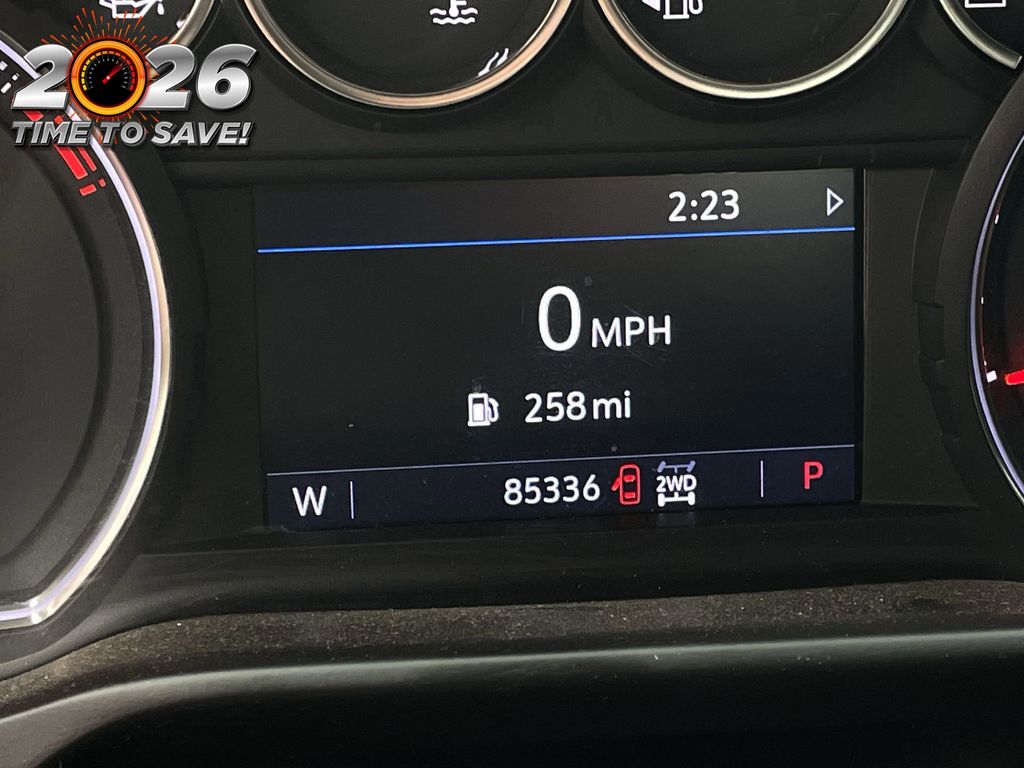 2026
TIME TO SAVE!
2:23
0 MPH
258 mi
W
85336
2WD
P